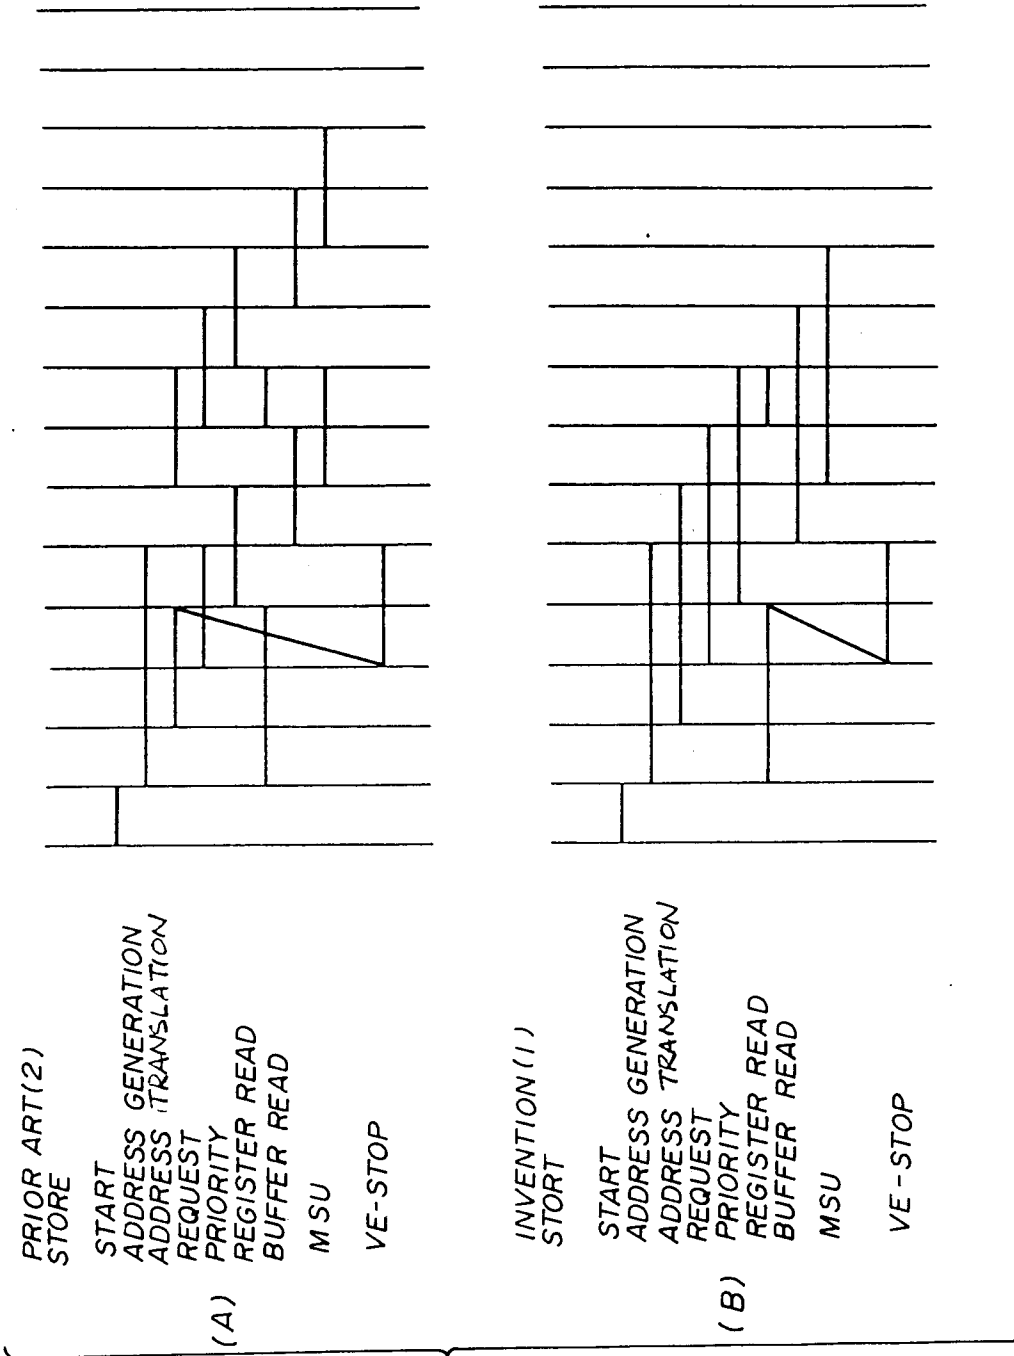 PRIOR ART(2)
STORE
START
ADDRESS GENERATION
ADDRESS TRANSLATION
REQUEST
PRIORITY
REGISTER READ
BUFFER READ
MSU
VE-STOP
(A)
INVENTION(1)
STORT
START
ADDRESS GENERATION
ADDRESS TRANSLATION
REQUEST
PRIORITY
REGISTER READ
BUFFER READ
MSU
VE-STOP
(B)